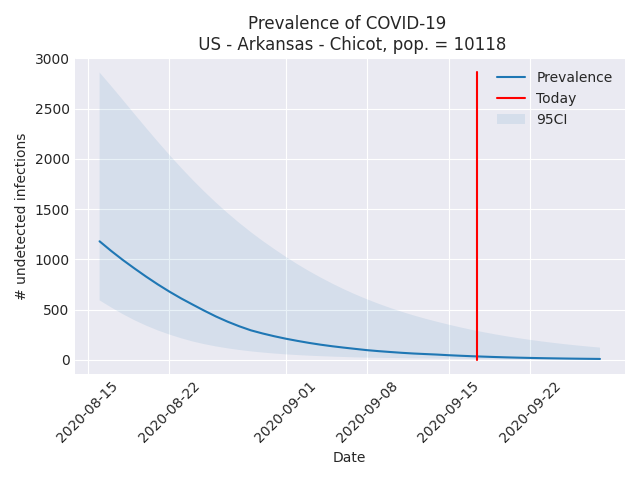 Prevalence of COVID-19
US - Arkansas - Chicot, pop. = 10118
3000
2500
2000
1500
1000
500
0
# undetected infections
Prevalence
Today
95CI
2020-08-15
2020-08-22
2020-09-01
2020-09-08
2020-09-15
2020-09-22
Date